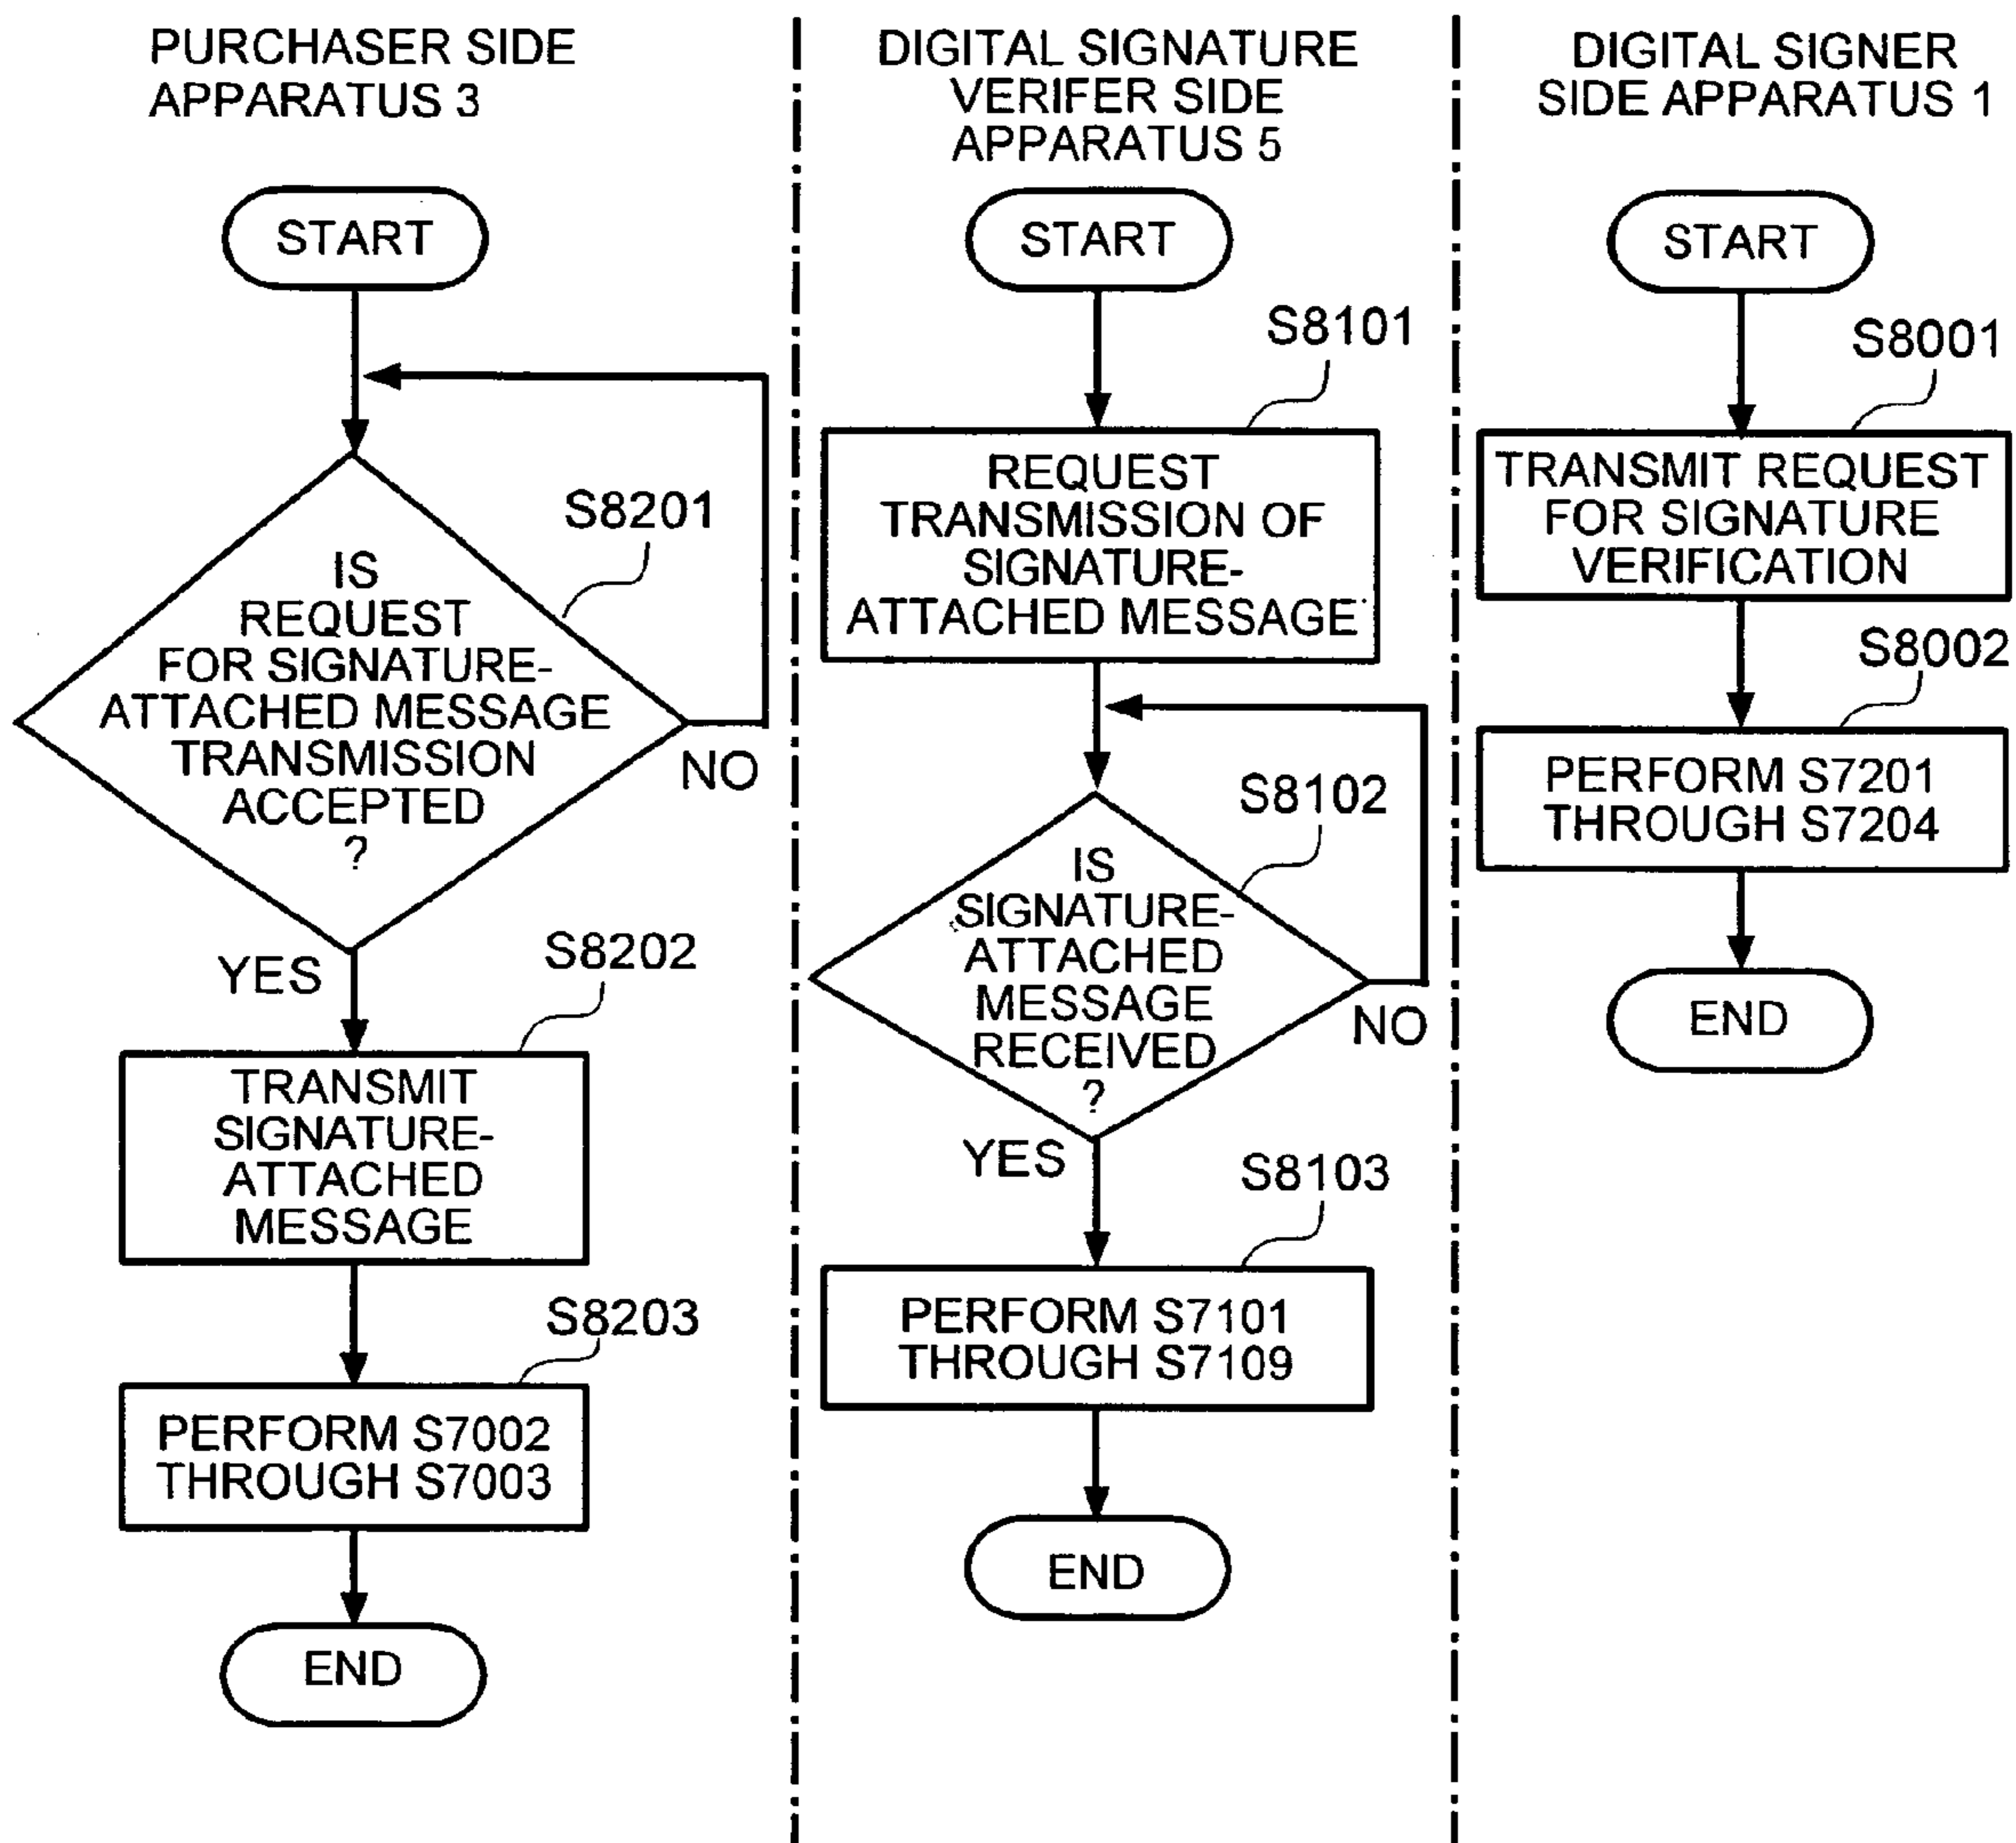 PURCHASER SIDE
APPARATUS 3
START
S8201
IS
REQUEST
FOR SIGNATURE-
ATTACHED MESSAGE
TRANSMISSION
ACCEPTED
?
NO
YES
S8202
TRANSMIT
SIGNATURE-
ATTACHED
MESSAGE
S8203
PERFORM S7002
THROUGH S7003
END
DIGITAL SIGNATURE
VERIFER SIDE
APPARATUS 5
START
S8101
REQUEST
TRANSMISSION OF
SIGNATURE-
ATTACHED MESSAGE
S8102
IS
SIGNATURE-
ATTACHED
MESSAGE
RECEIVED
?
NO
YES
S8103
PERFORM S7101
THROUGH S7109
END
DIGITAL SIGNER
SIDE APPARATUS 1
START
S8001
TRANSMIT REQUEST
FOR SIGNATURE
VERIFICATION
S8002
PERFORM S7201
THROUGH S7204
END